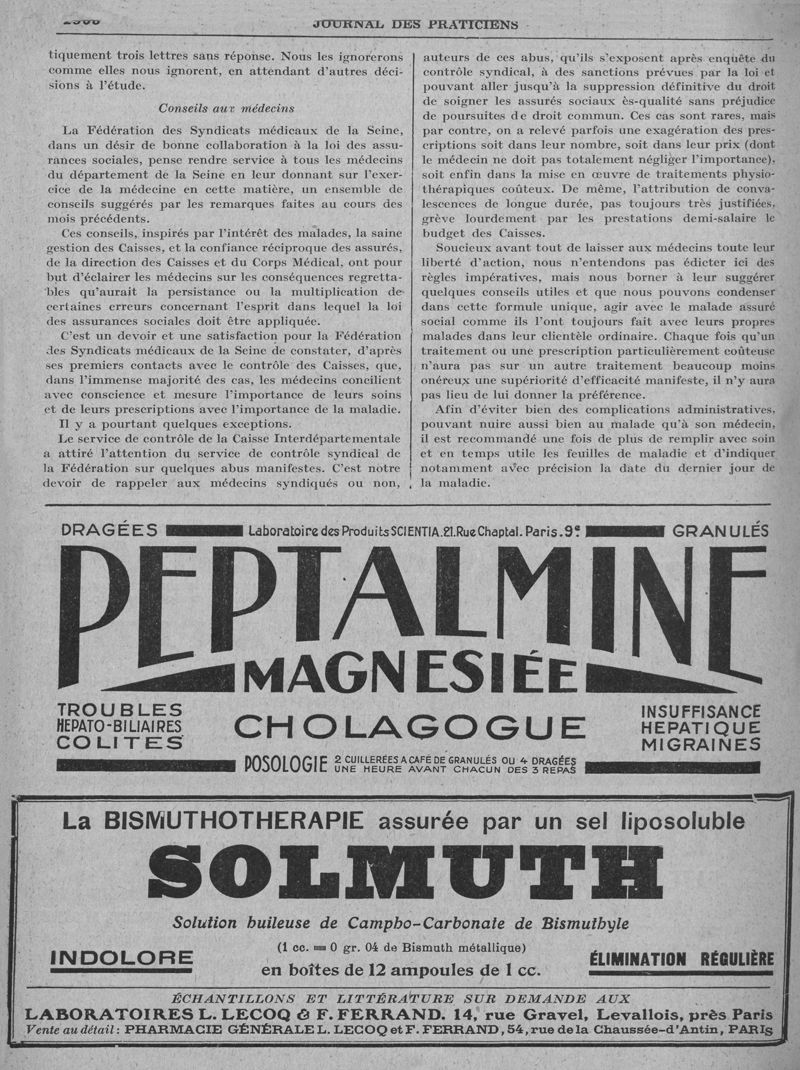 JOURNAL DES PRATICIENS
tiquement trois lettres sans réponse. Nous les ignorerons
comme elles nous ignorent, en attendant d'autres déci-
sions à l'étude.
Conseils aux médecins
La Fédération des Syndicats médicaux de la Seine,
dans un désir de bonne collaboration à la loi des assu-
rances sociales, pense rendre service à tous les médecins
du département de la Seine en leur donnant sur l'exer-
cice de la médecine en cette matière, un ensemble de
conseils suggérés par les remarques faites au cours des
mois précédents.
Ces conseils, inspirés par l'intérêt des malades, la saine
gestion des Caisses, et la confiance réciproque des assurés,
de la direction des Caisses et du Corps Médical, ont pour
but d'éclairer les médecins sur les conséquences regretta-
bles qu'aurait la persistance ou la multiplication de
certaines erreurs concernant l'esprit dans lequel la loi
des assurances sociales doit être appliquée.
C'est un devoir et une satisfaction pour la Fédération
des Syndicats médicaux de la Seine de constater, d'après
ses premiers contacts avec le contrôle des Caisses, que,
dans l'immense majorité des cas, les médecins concilient
avec conscience et mesure l'importance de leurs soins
et de leurs prescriptions avec l'importance de la maladie.
Il y a pourtant quelques exceptions.
Le service de contrôle de la Caisse Interdépartementale
a attiré l'attention du service de contrôle syndical de
la Fédération sur quelques abus manifestes. C'est notre
devoir de rappeler aux médecins syndiqués ou non,
auteurs de ces abus, qu'ils s'exposent après enquête du
contrôle syndical, à des sanctions prévues par la loi et
pouvant aller jusqu'à la suppression définitive du droit
de soigner les assurés sociaux ès-qualité sans préjudice
de poursuites de droit commun. Ces cas sont rares, mais
par contre, on a relevé parfois une exagération des pres-
criptions soit dans leur nombre, soit dans leur prix (dont
le médecin ne doit pas totalement négliger l'importance),
soit enfin dans la mise en œuvre de traitements physio-
thérapiques coûteux. De même, l'attribution de conva-
lescences de longue durée, pas toujours très justifiées,
grève lourdement par les prestations demi-salaire le
budget des Caisses.
Soucieux avant tout de laisser aux médecins toute leur
liberté d'action, nous n'entendons pas édicter ici des
règles impératives, mais nous borner à leur suggérer
quelques conseils utiles et que nous pouvons condenser
dans cette formule unique, agir avec le malade assuré
social comme ils l'ont toujours fait avec leurs propres
malades dans leur clientèle ordinaire. Chaque fois qu'un
traitement ou une prescription particulièrement coûteuse
n'aura pas sur un autre traitement beaucoup moins
onéreux une supériorité d'efficacité manifeste, il n'y aura
pas lieu de lui donner la préférence.
Afin d'éviter bien des complications administratives,
pouvant nuire aussi bien au malade qu'à son médecin,
il est recommandé une fois de plus de remplir avec soin
et en temps utile les feuilles de maladie et d'indiquer
notamment avec précision la date du dernier jour de
la maladie.
DRAGÉES Laboratoire des Produits SCIENTIA. 21. Rue Chaptal. Paris. 9e GRANULÉS
PEPTALMINE
MAGNESIÉE
TROUBLES
HEPATO-BILIAIRES
COLITES
CHOLAGOGUE
INSUFFISANCE
HEPATIQUE
MIGRAINES
POSOLOGIE 2 CUILLERÉES A CAFÉ DE GRANULÉS OU 4 DRAGÉES
UNE HEURE AVANT CHACUN DES 3 REPAS
La BISMUTHOTHERAPIE assurée par un sel liposoluble
SOLMUTH
Solution huileuse de Campho-Carbonate de Bismuthyle
INDOLORE
(1 cc. = 0 gr. 04 de Bismuth métallique)
en boîtes de 12 ampoules de 1 cc.
ÉLIMINATION RÉGULIÈRE
ÉCHANTILLONS ET LITTÉRATURE SUR DEMANDE AUX
LABORATOIRES L. LECOQ & F. FERRAND. 14, rue Gravel, Levallois, près Paris
Vente au détail : PHARMACIE GÉNÉRALE L. LECOQ et F. FERRAND, 54, rue de la Chaussée-d'Antin, PARIS